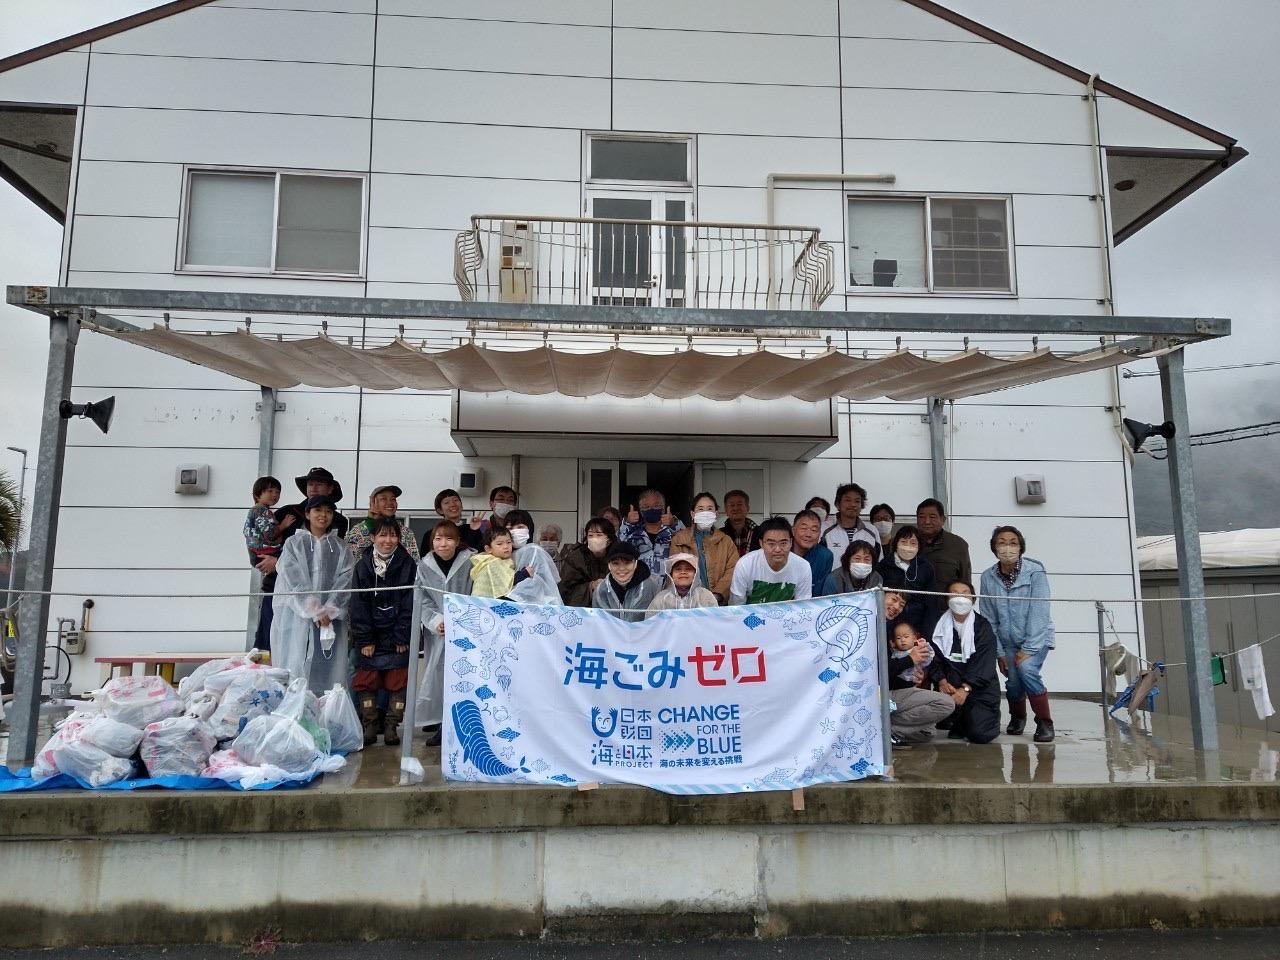 海ごみゼロ
日本
財団
海と日本
PROJECT
CHANGE
FOR THE
BLUE
海の未来を変える挑戦